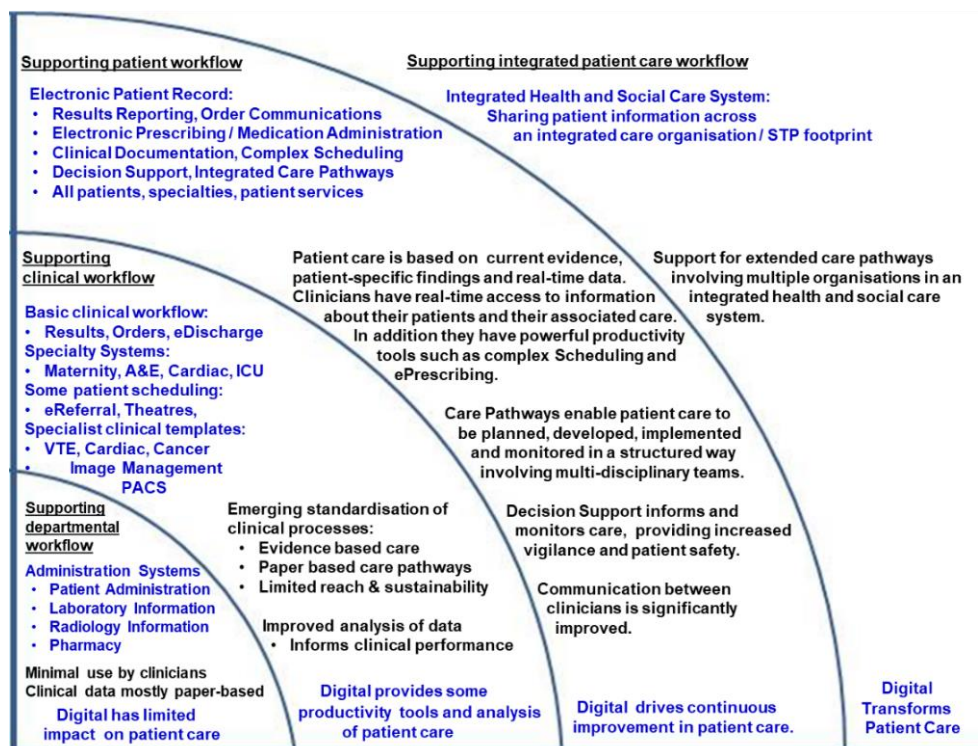 Supporting patient workflow
Electronic Patient Record:
• Results Reporting, Order Communications
• Electronic Prescribing / Medication Administration
• Clinical Documentation, Complex Scheduling
• Decision Support, Integrated Care Pathways
• All patients, specialties, patient services
Supporting integrated patient care workflow
Integrated Health and Social Care System:
Sharing patient information across
an integrated care organisation / STP footprint
Supporting
clinical workflow
Basic clinical workflow:
• Results, Orders, eDischarge
Specialty Systems:
• Maternity, A&E, Cardiac, ICU
Some patient scheduling:
• eReferral, Theatres,
Specialist clinical templates:
• VTE, Cardiac, Cancer
• Image Management
PACS
Patient care is based on current evidence,
patient-specific findings and real-time data.
Clinicians have real-time access to information
about their patients and their associated care.
In addition they have powerful productivity
tools such as complex Scheduling and
ePrescribing.
Care Pathways enable patient care to
be planned, developed, implemented
and monitored in a structured way
involving multi-disciplinary teams.
Decision Support informs and
monitors care, providing increased
vigilance and patient safety.
Communication between
clinicians is significantly
improved.
Support for extended care pathways
involving multiple organisations in an
integrated health and social care
system.
Supporting
departmental
workflow
Administration Systems
• Patient Administration
• Laboratory Information
• Radiology Information
• Pharmacy
Minimal use by clinicians
Clinical data mostly paper-based
Digital has limited
impact on patient care
Emerging standardisation of
clinical processes:
• Evidence based care
• Paper based care pathways
• Limited reach & sustainability
Improved analysis of data
• Informs clinical performance
Digital provides some
productivity tools and analysis
of patient care
Digital drives continuous
improvement in patient care.
Digital
Transforms
Patient Care